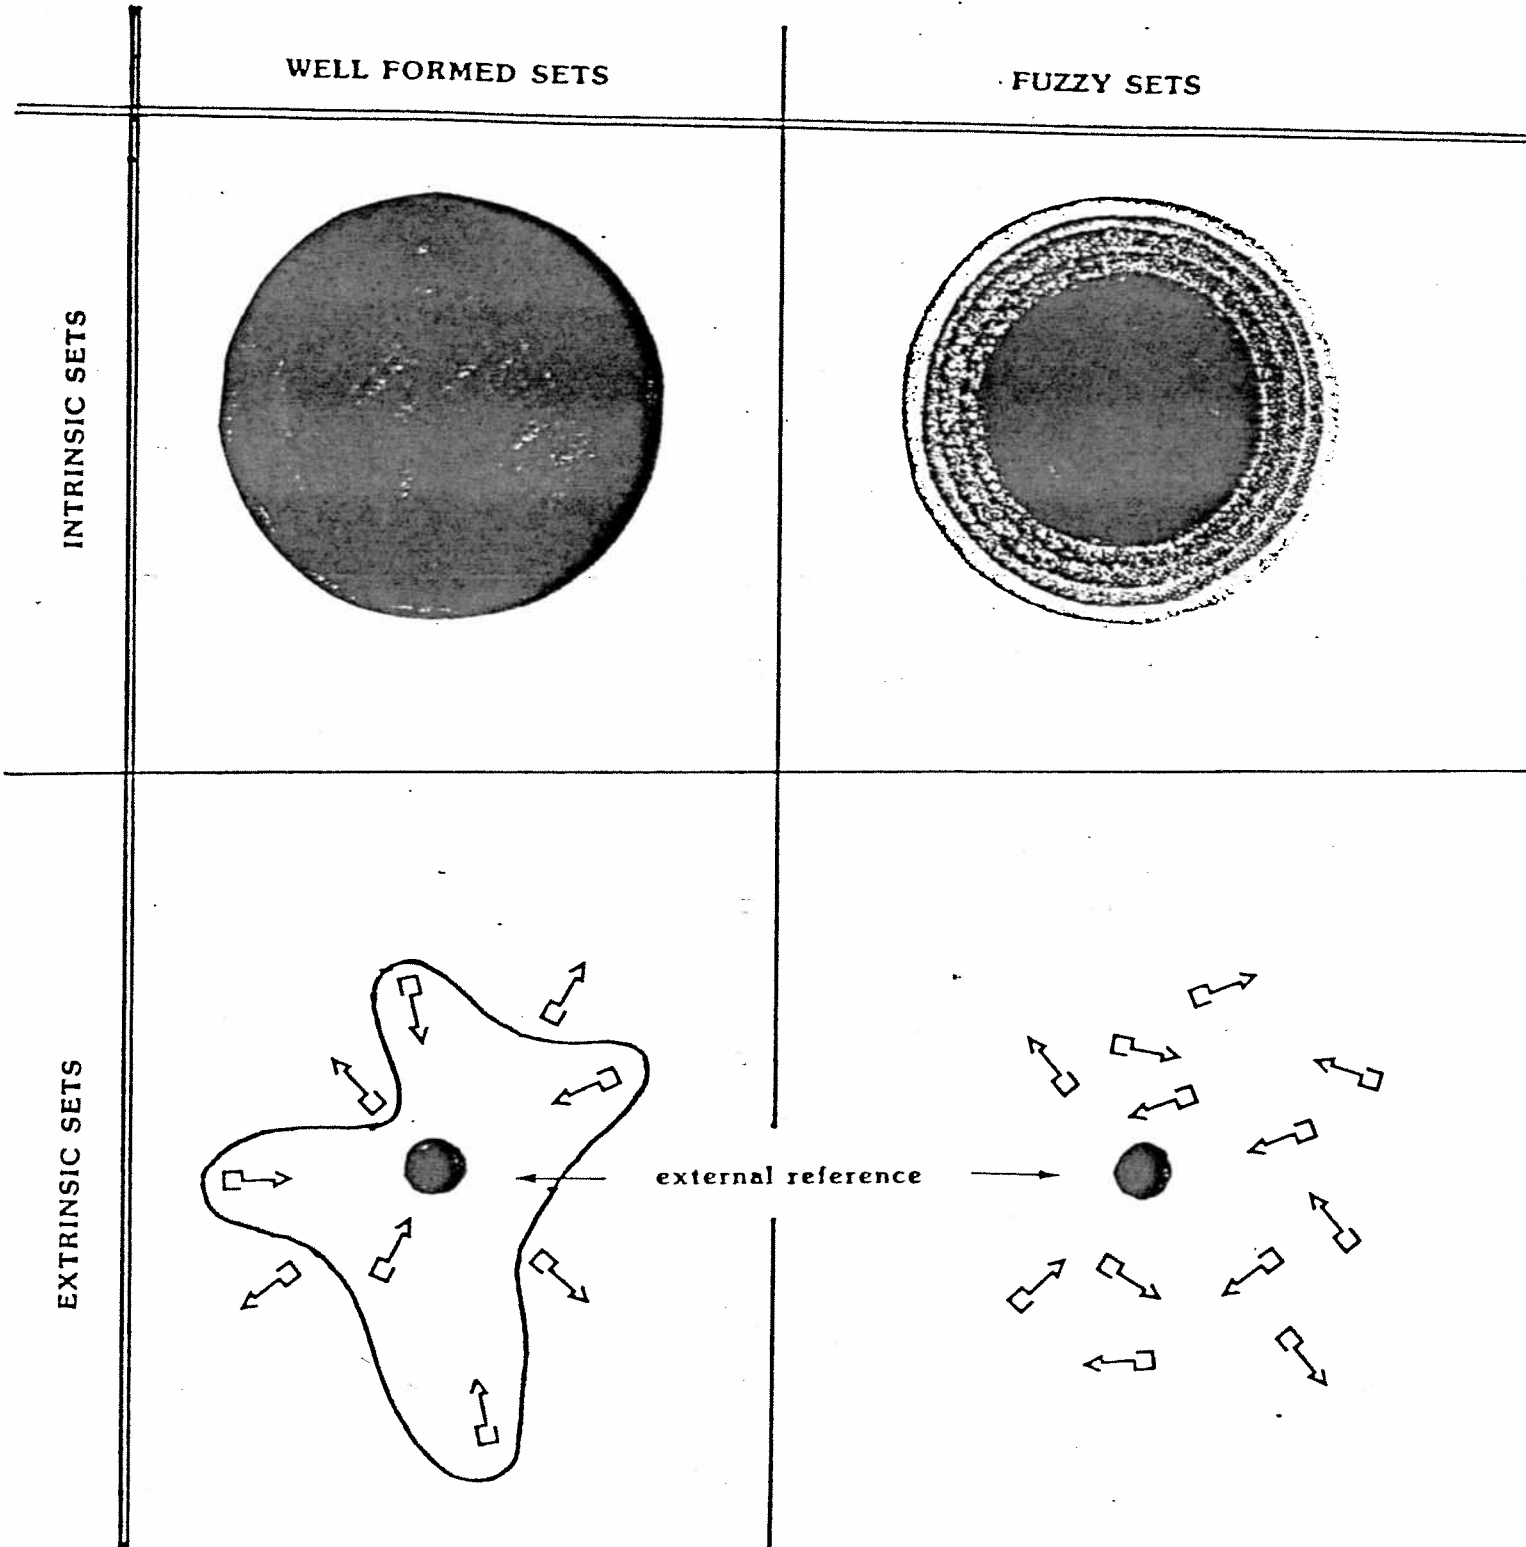 WELL FORMED SETS
FUZZY SETS
INTRINSIC SETS
EXTRINSIC SETS
external reference